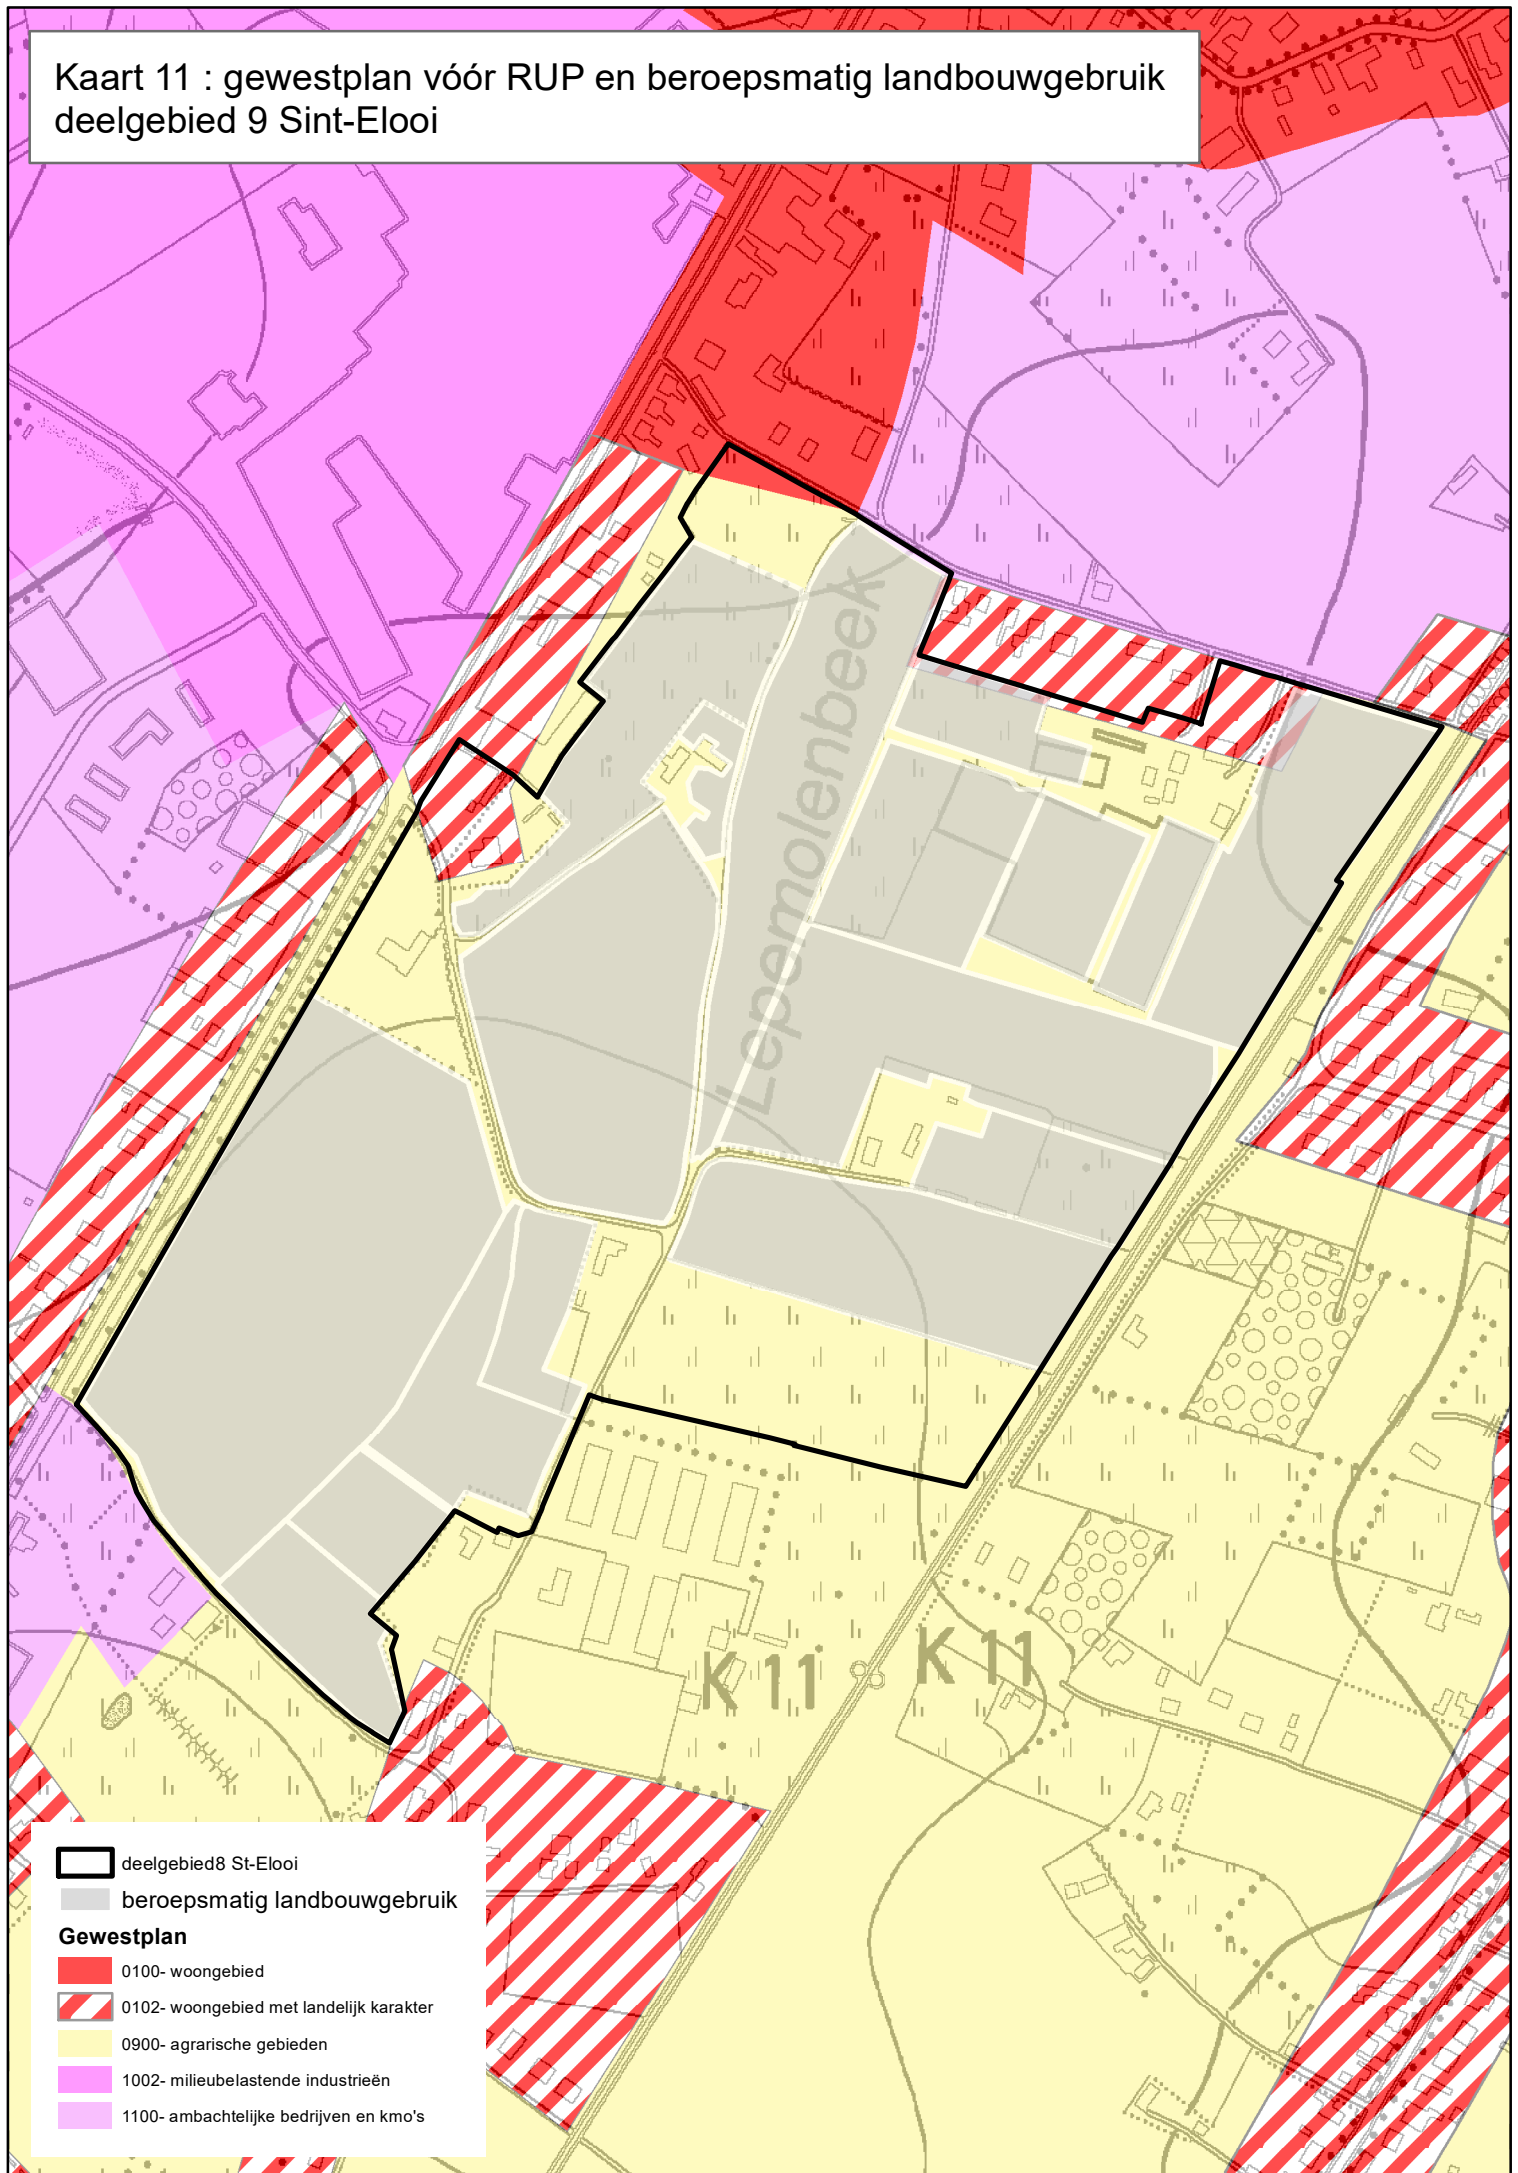 Kaart 11 : gewestplan vóór RUP en beroepsmatig landbouwgebruik
deelgebied 9 Sint-Elooi
Lepemolenbeek
K 11
K 11
deelgebied8 St-Elooi
beroepsmatig landbouwgebruik
Gewestplan
0100- woongebied
0102- woongebied met landelijk karakter
0900- agrarische gebieden
1002- milieubelastende industrieën
1100- ambachtelijke bedrijven en kmo's